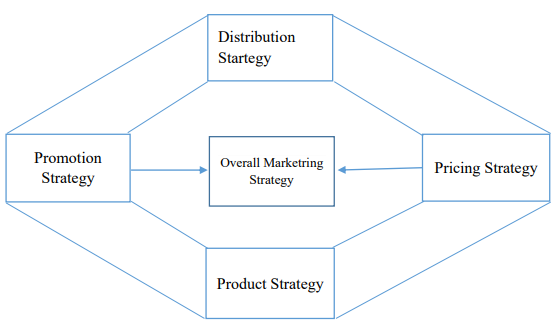 Distribution
Startegy
Promotion
Strategy
Overall Marketring
Strategy
Pricing Strategy
Product Strategy